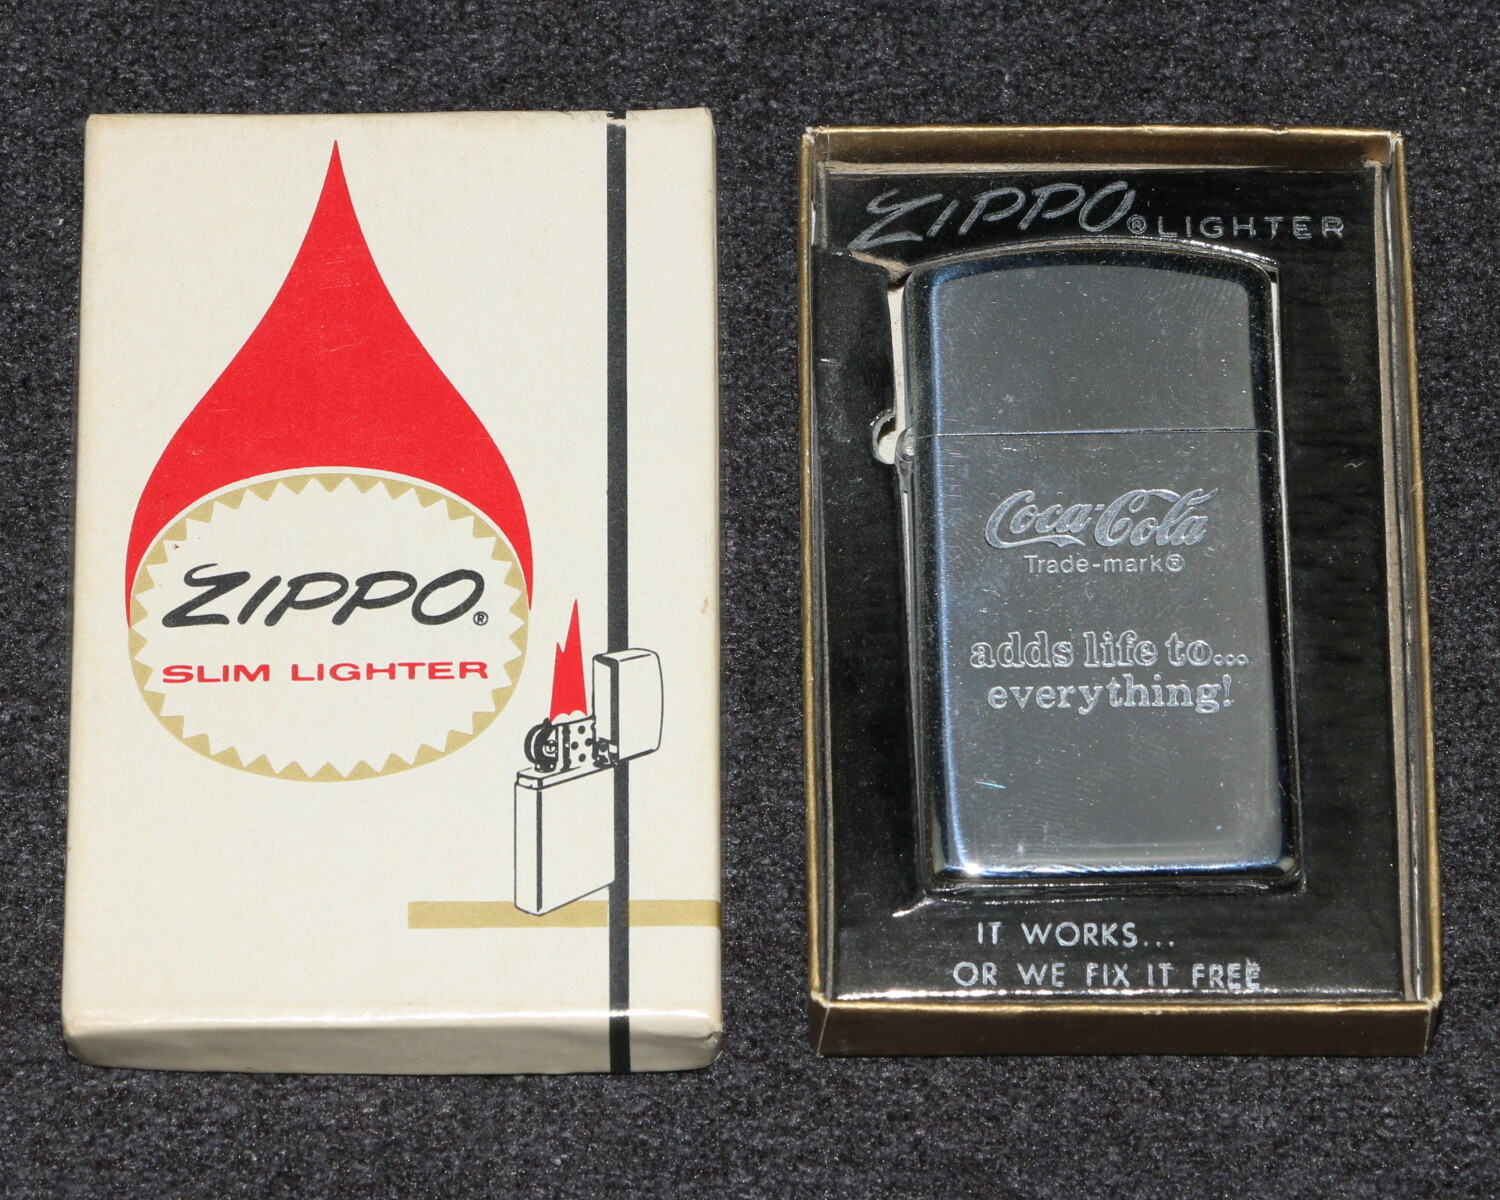 ZIPPO®
SLIM LIGHTER
ZIPPO® LIGHTER
Coca-Cola
Trade-mark®
adds life to...
everything!
IT WORKS...
OR WE FIX IT FREE